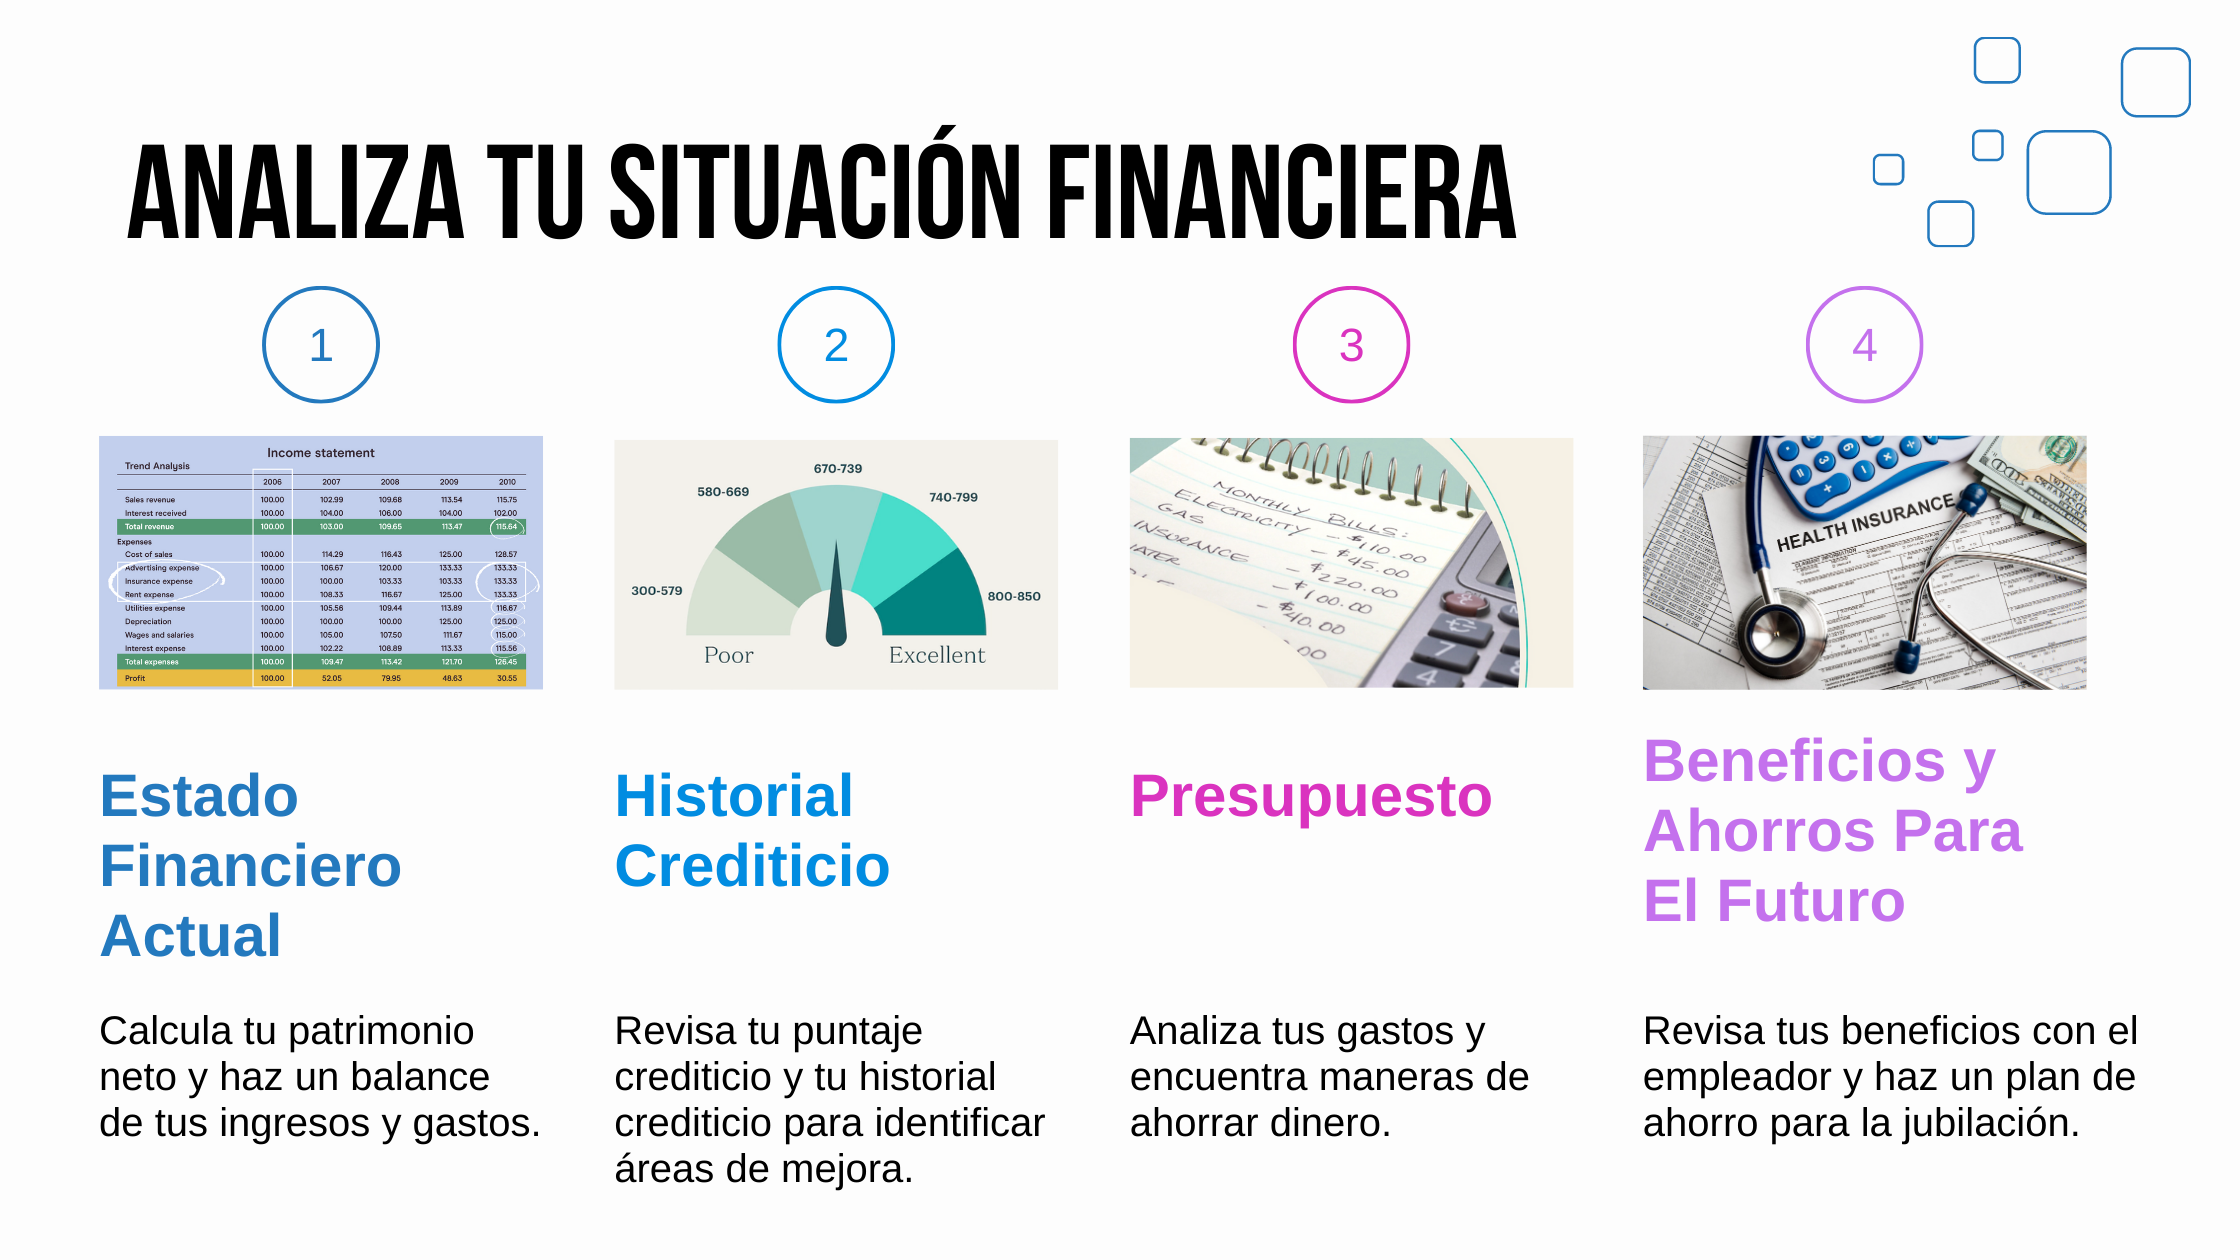 ANALIZA TU SITUACIÓN FINANCIERA
1
2
3
4
Income statement
Trend Analysis
2006 2007 2008 2009 2010
Sales revenue 100.00 102.99 109.68 113.54 115.75
Interest received 100.00 104.00 106.00 104.00 102.00
Total revenue 100.00 103.00 109.65 113.47 115.64
Expenses
Cost of sales 100.00 114.29 116.43 125.00 128.57
Advertising expense 100.00 106.67 120.00 133.33 133.33
Insurance expense 100.00 100.00 103.33 103.33 133.33
Rent expense 100.00 108.33 116.67 125.00 133.33
Utilities expense 100.00 105.56 109.44 113.89 116.67
Depreciation 100.00 100.00 100.00 125.00 125.00
Wages and salaries 100.00 105.00 107.50 111.67 115.00
Interest expense 100.00 102.22 108.89 113.33 115.56
Total expenses 100.00 109.47 113.42 121.70 126.45
Profit 100.00 52.05 79.95 48.63 30.55
300-579
580-669
670-739
740-799
800-850
Poor
Excellent
MONTHLY BILLS:
ELECTRICITY - $110.00
GAS - $45.00
INSURANCE - $220.00
- $100.00
- $40.00
7
4
HEALTH INSURANCE
Estado
Financiero
Actual
Calcula tu patrimonio
neto y haz un balance
de tus ingresos y gastos.
Historial
Crediticio
Revisa tu puntaje
crediticio y tu historial
crediticio para identificar
áreas de mejora.
Presupuesto
Analiza tus gastos y
encuentra maneras de
ahorrar dinero.
Beneficios y
Ahorros Para
El Futuro
Revisa tus beneficios con el
empleador y haz un plan de
ahorro para la jubilación.